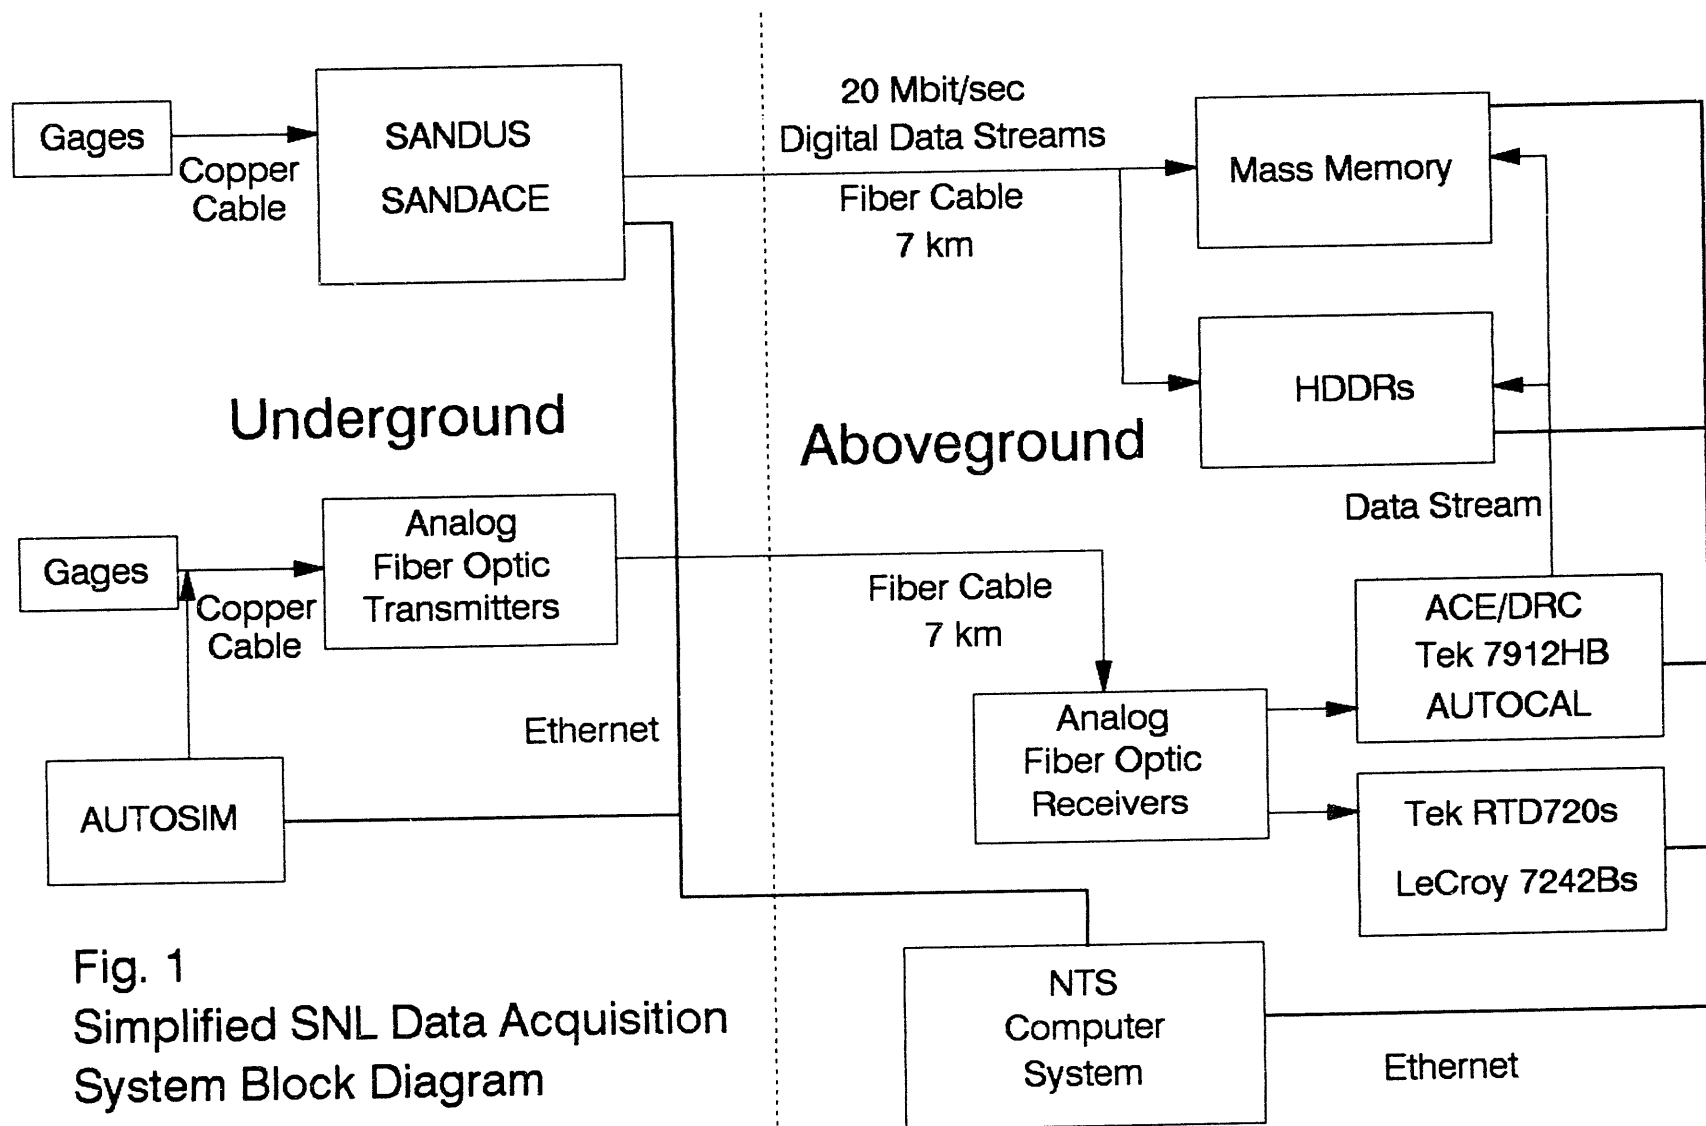 Gages
Copper
Cable
SANDUS
SANDACE
20 Mbit/sec
Digital Data Streams
Fiber Cable
7 km
Mass Memory
HDDRs
Underground
Aboveground
Data Stream
Gages
Copper
Cable
Analog
Fiber Optic
Transmitters
Fiber Cable
7 km
ACE/DRC
Tek 7912HB
AUTOCAL
Ethernet
Analog
Fiber Optic
Receivers
AUTOSIM
Tek RTD720s
LeCroy 7242Bs
NTS
Computer
System
Ethernet
Fig. 1
Simplified SNL Data Acquisition
System Block Diagram